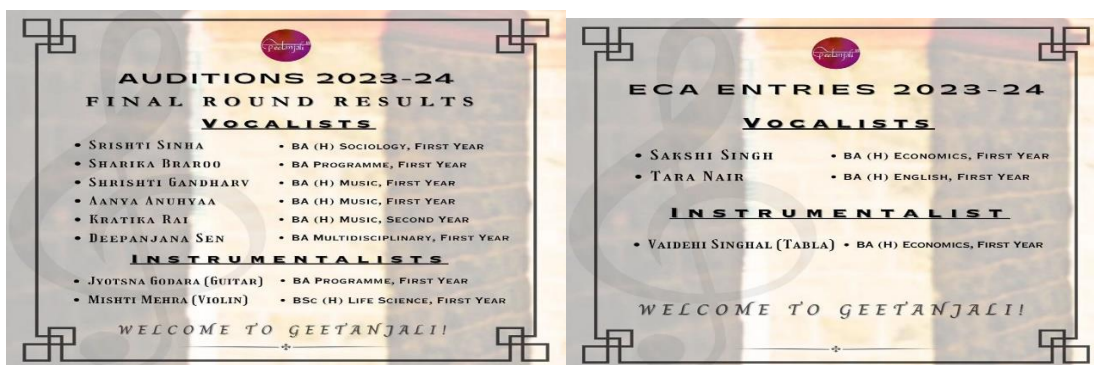 Geetanjali
AUDITIONS 2023-24
FINAL ROUND RESULTS
VOCALISTS
• SRISHTI SINHA • BA (H) SOCIOLOGY, FIRST YEAR
• SHARIKA BRAROO • BA PROGRAMME, FIRST YEAR
• SHRISHTI GANDHARV • BA (H) MUSIC, FIRST YEAR
• AANYA ANUHYAA • BA (H) MUSIC, FIRST YEAR
• KRATIKA RAI • BA (H) MUSIC, SECOND YEAR
• DEEPANJANA SEN • BA MULTIDISCIPLINARY, FIRST YEAR
INSTRUMENTALISTS
• JYOTSNA GODARA (GUITAR) • BA PROGRAMME, FIRST YEAR
• MISHTI MEHRA (VIOLIN) • BSC (H) LIFE SCIENCE, FIRST YEAR
WELCOME TO GEETANJALI!
Geetanjali
ECA ENTRIES 2023-24
VOCALISTS
• SAKSHI SINGH • BA (H) ECONOMICS, FIRST YEAR
• TARA NAIR • BA (H) ENGLISH, FIRST YEAR
INSTRUMENTALIST
• VAIDEHI SINGHAL (TABLA) • BA (H) ECONOMICS, FIRST YEAR
WELCOME TO GEETANJALI!